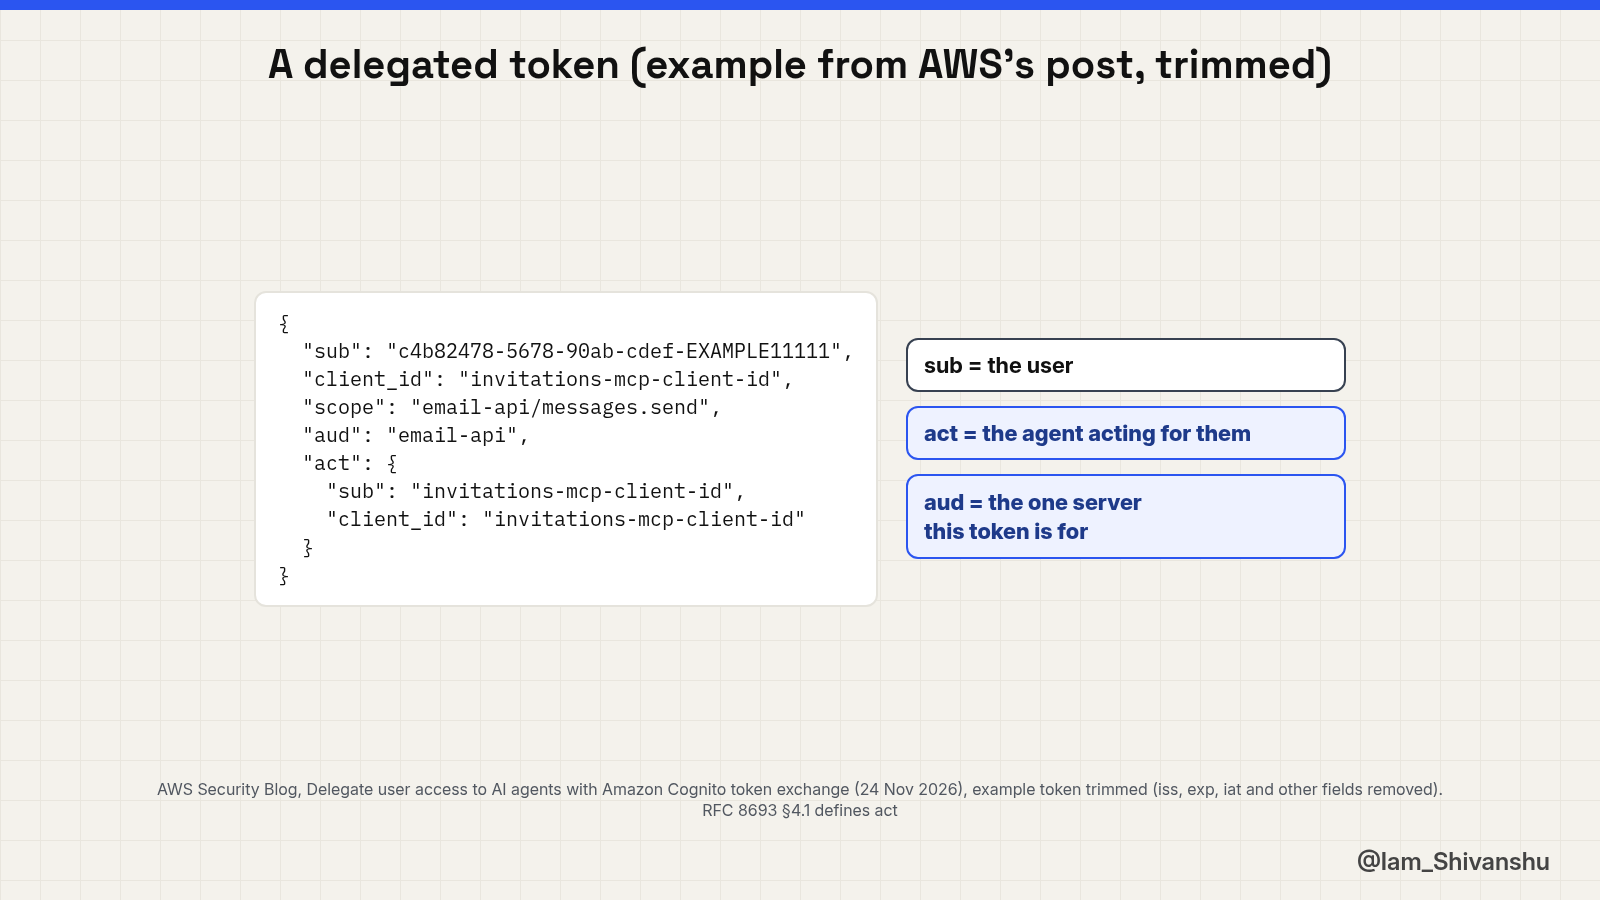 A delegated token (example from AWS’s post, trimmed)
{
  "sub": "c4b82478-5678-90ab-cdef-EXAMPLE11111",
  "client_id": "invitations-mcp-client-id",
  "scope": "email-api/messages.send",
  "aud": "email-api",
  "act": {
    "sub": "invitations-mcp-client-id",
    "client_id": "invitations-mcp-client-id"
  }
}
sub = the user
act = the agent acting for them
aud = the one server
this token is for
AWS Security Blog, Delegate user access to AI agents with Amazon Cognito token exchange (24 Nov 2026), example token trimmed (iss, exp, iat and other fields removed).
RFC 8693 §4.1 defines act
@Iam_Shivanshu